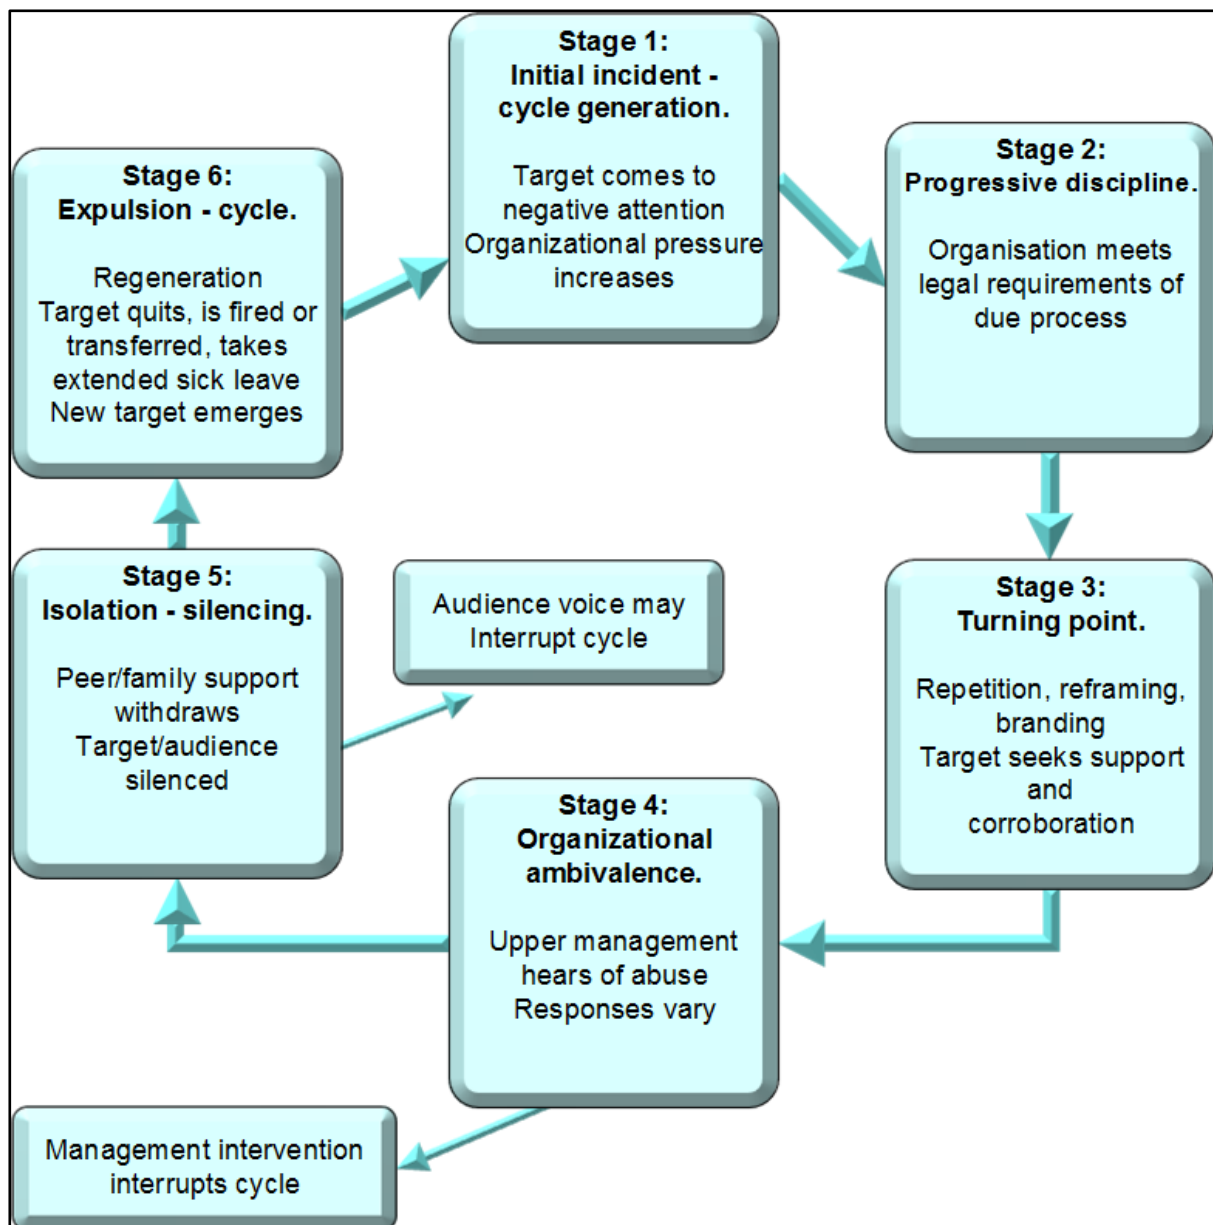 Stage 1:
Initial incident -
cycle generation.
Target comes to
negative attention
Organizational pressure
increases
Stage 2:
Progressive discipline.
Organisation meets
legal requirements of
due process
Stage 3:
Turning point.
Repetition, reframing,
branding
Target seeks support
and
corroboration
Stage 4:
Organizational
ambivalence.
Upper management
hears of abuse
Responses vary
Management intervention
interrupts cycle
Stage 5:
Isolation - silencing.
Peer/family support
withdraws
Target/audience
silenced
Audience voice may
Interrupt cycle
Stage 6:
Expulsion - cycle.
Regeneration
Target quits, is fired or
transferred, takes
extended sick leave
New target emerges